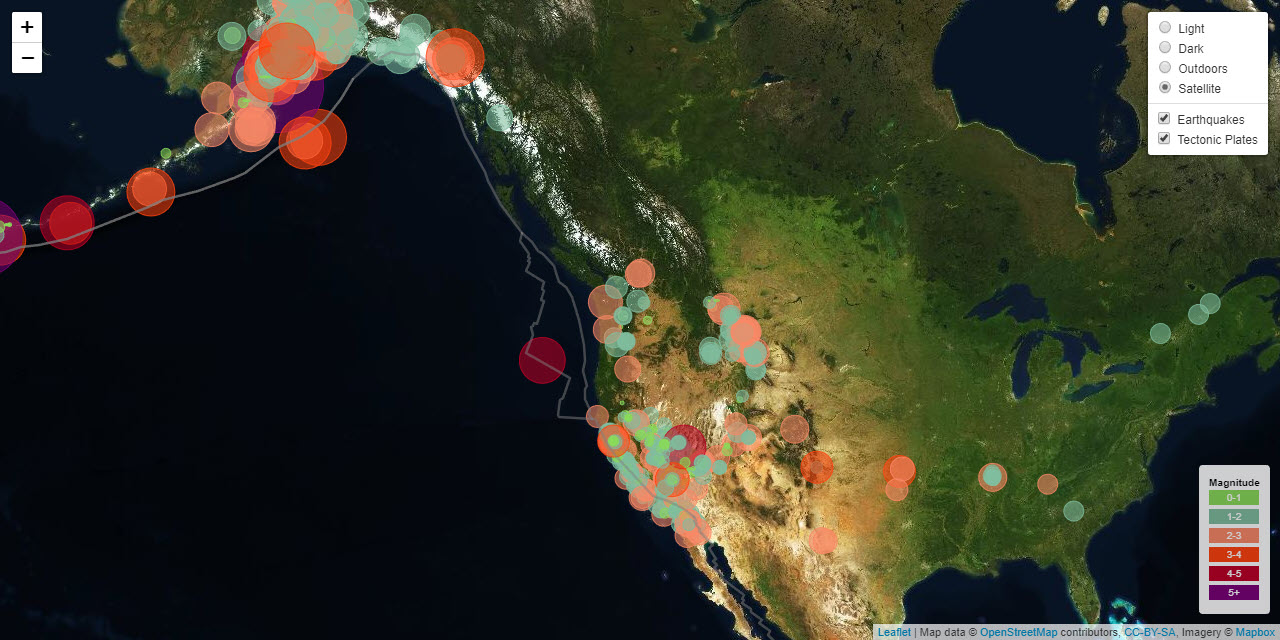 +
−
Light
Dark
Outdoors
Satellite
Earthquakes
Tectonic Plates
Magnitude
0-1
1-2
2-3
3-4
4-5
5+
Leaflet | Map data © OpenStreetMap contributors, CC-BY-SA, Imagery © Mapbox